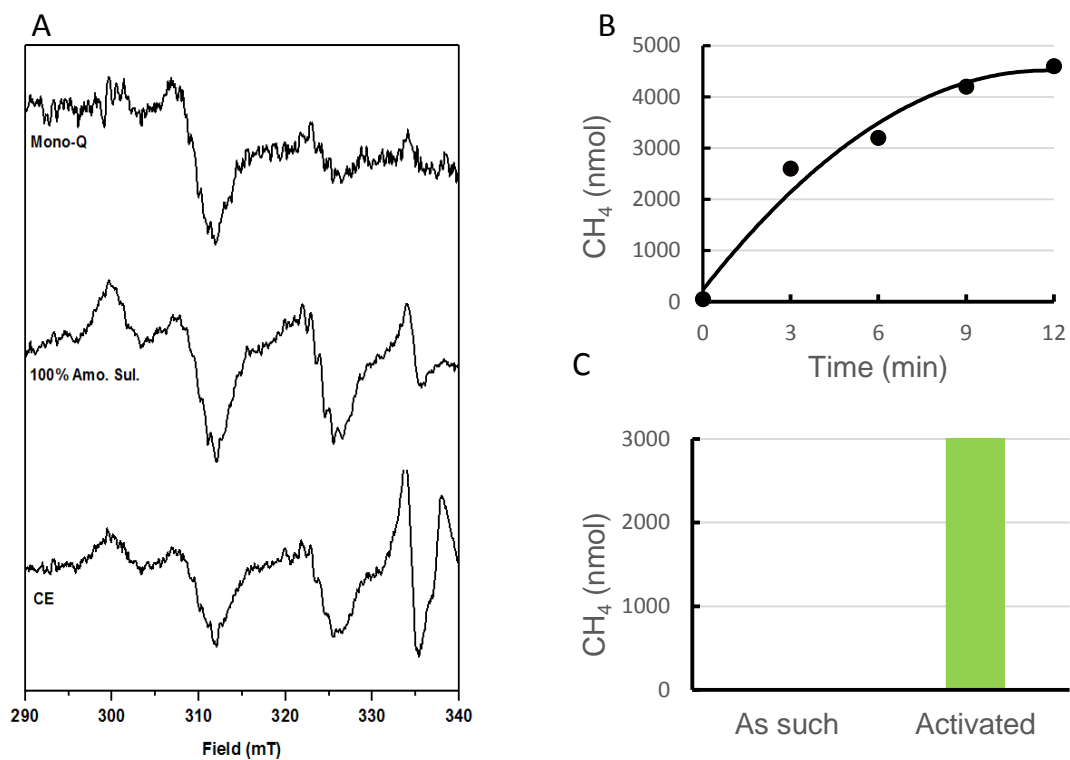 A
Mono-Q
100% Amo. Sul.
CE
290 300 310 320 330 340
Field (mT)
B
5000
4000
3000
2000
1000
0
CH₄ (nmol)
0 3 6 9 12
Time (min)
C
3000
2000
1000
0
CH₄ (nmol)
As such Activated